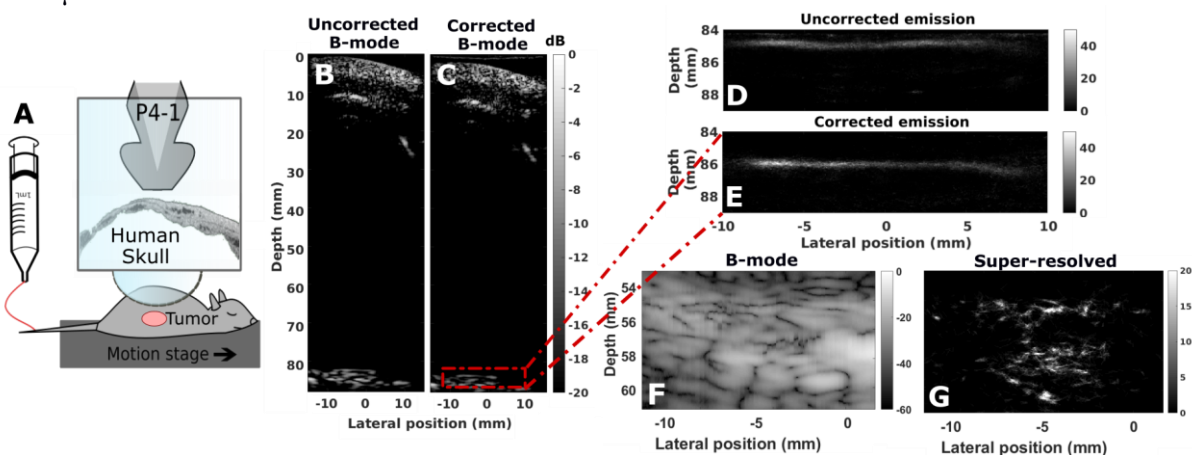 A
P4-1
1mL
Human
Skull
Tumor
Motion stage
Uncorrected
B-mode
Corrected
B-mode
dB
B
C
0
10
20
30
40
50
60
70
80
Depth (mm)
-10 0 10
-10 0 10
Lateral position (mm)
0
-2
-4
-6
-8
-10
-12
-14
-16
-18
-20
Uncorrected emission
84
86
88
Depth
(mm)
D
40
20
0
Corrected emission
84
86
88
Depth
(mm)
E
40
20
0
-10 -5 0 5 10
Lateral position (mm)
B-mode
54
56
58
60
Depth (mm)
F
0
-20
-40
-60
-10 -5 0
Lateral position (mm)
Super-resolved
G
20
15
10
5
0
-10 -5 0
Lateral position (mm)